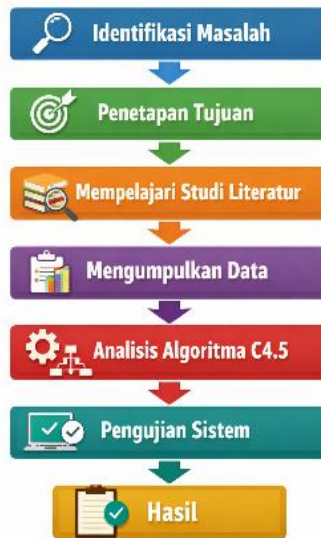 Identifikasi Masalah
Penetapan Tujuan
Mempelajari Studi Literatur
Mengumpulkan Data
Analisis Algoritma C4.5
Pengujian Sistem
Hasil